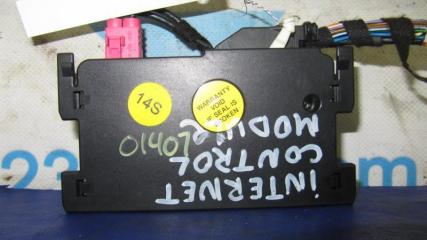 14S
WARRANTY
VOID
IF SEAL IS
BROKEN
01407
INTERNET
CONTROL
MODULE